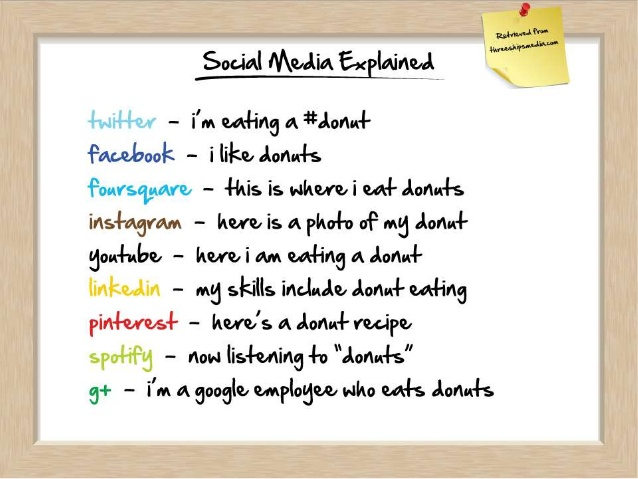 Social Media Explained
Retrieved from
threeshipsmedia.com
twitter – i'm eating a #donut
facebook – i like donuts
foursquare – this is where i eat donuts
instagram – here is a photo of my donut
youtube – here i am eating a donut
linkedin – my skills include donut eating
pinterest – here's a donut recipe
spotify – now listening to "donuts"
g+ – i'm a google employee who eats donuts